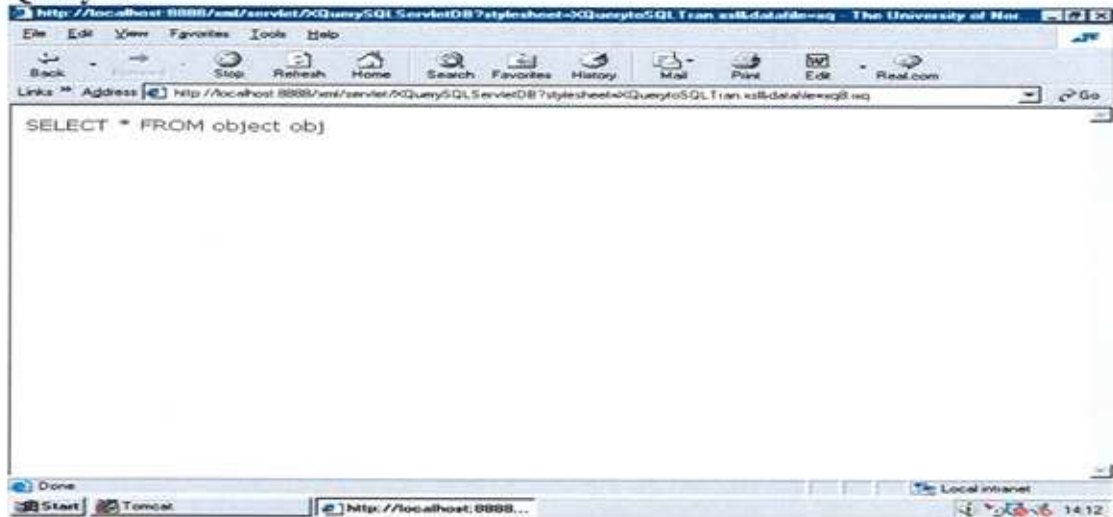 http://localhost:8888/xml/servlet/XQuerySQLServletDB?stylesheet=XQuerytoSQLTran.xsl&datafile=xq - The University of Nor
File Edit View Favorites Tools Help
Back Forward Stop Refresh Home Search Favorites History Mail Print Edit Real.com
Links » Address http://localhost:8888/xml/servlet/XQuerySQLServletDB?stylesheet=XQuerytoSQLTran.xsl&datafile=xq8.xq Go
SELECT * FROM object obj
Done Local intranet
Start Tomcat http://localhost:8888... 14:12